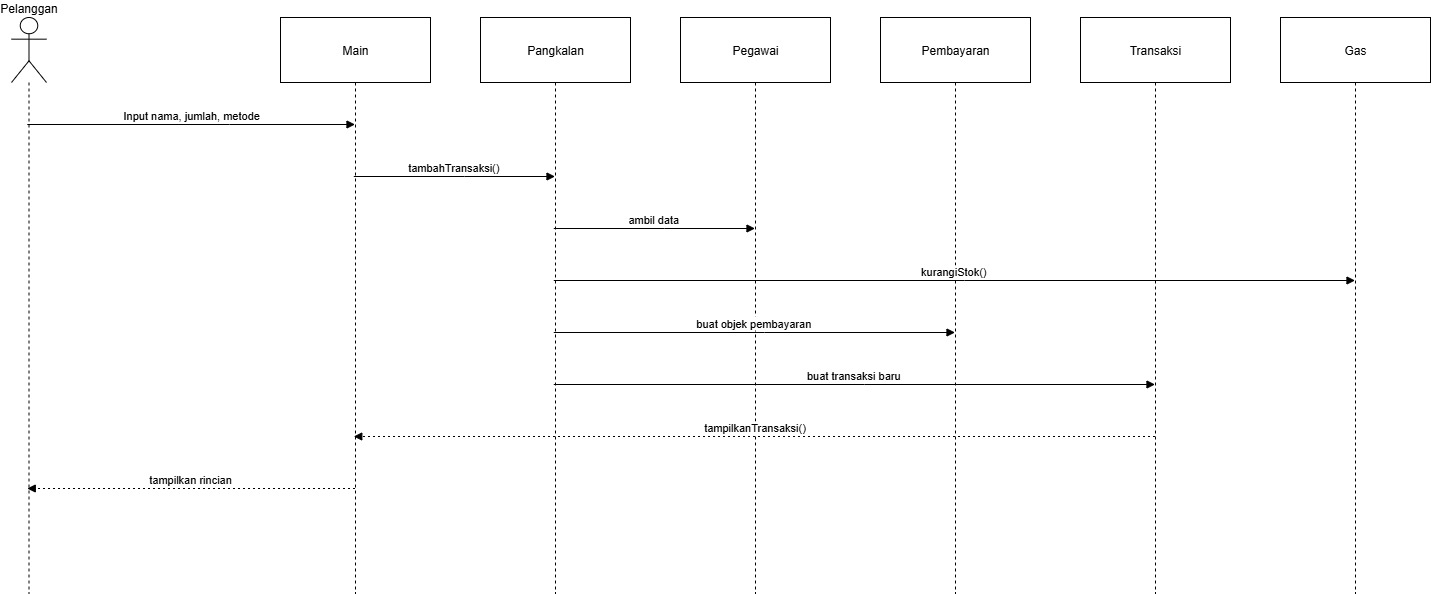 Pelanggan
Main
Pangkalan
Pegawai
Pembayaran
Transaksi
Gas
Input nama, jumlah, metode
tambahTransaksi()
ambil data
kurangiStok()
buat objek pembayaran
buat transaksi baru
tampilkanTransaksi()
tampilkan rincian